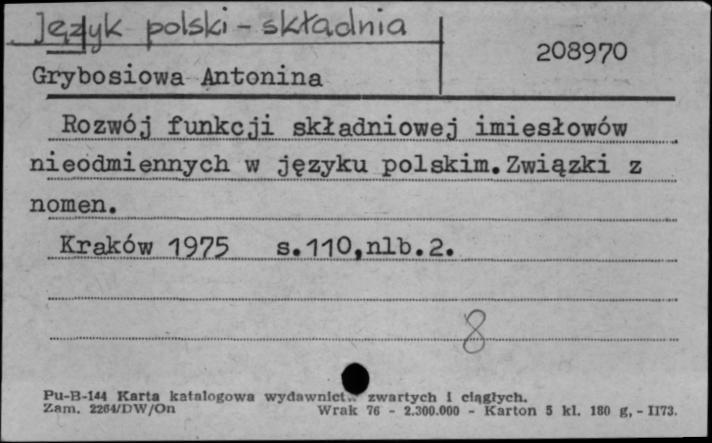 Język polski - składnia
208970
Grybosiowa Antonina
Rozwój funkcji składniowej imiesłowów
nieodmiennych w języku polskim. Związki z
nomen.
Kraków 1975 s.110,nlb.2.
8
Pu-B-144 Karta katalogowa wydawnict.. zwartych i ciągłych.
Zam. 2264/DW/On Wrak 76 - 2.300.000 - Karton 5 kl. 180 g, - II73.